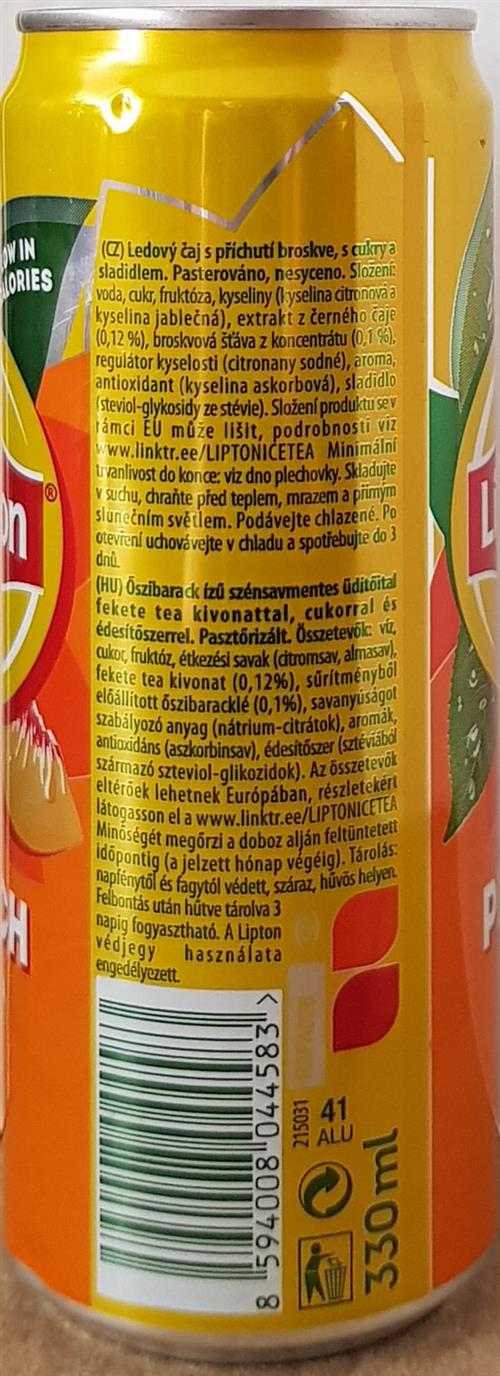 OW IN
LORIES
(CZ) Ledový čaj s příchutí broskve, s cukry a
sladidlem. Pasterováno, nesyceno. Složení:
voda, cukr, fruktóza, kyseliny (kyselina citronová a
kyselina jablečná), extrakt z černého čaje
(0,12 %), broskvová šťáva z koncentrátu (0,1 %),
regulátor kyselosti (citronany sodné), aroma,
antioxidant (kyselina askorbová), sladidlo
(steviol-glykosidy ze stévie). Složení produktu se v
rámci EU může lišit, podrobnosti viz
www.linktr.ee/LIPTONICETEA Minimální
trvanlivost do konce: viz dno plechovky. Skladujte
v suchu, chraňte před teplem, mrazem a přímým
slunečním světlem. Podávejte chlazené. Po
otevření uchovávejte v chladu a spotřebujte do 3
dnů.
(HU) Őszibarack ízű szénsavmentes üdítőital
fekete tea kivonattal, cukorral és
édesítőszerrel. Pasztőrizált. Összetevők: víz,
cukor, fruktóz, étkezési savak (citromsav, almasav),
fekete tea kivonat (0,12%), sűrítményből
előállított őszibaracklé (0,1%), savanyúságot
szabályozó anyag (nátrium-citrátok), aromák,
antioxidáns (aszkorbinsav), édesítőszer (sztéviából
származó szteviol-glikozidok). Az összetevők
eltérőek lehetnek Európában, részletekért
látogasson el a www.linktr.ee/LIPTONICETEA
Minőségét megőrzi a doboz alján feltüntetett
időpontig (a jelzett hónap végéig). Tárolás:
napfénytől és fagytól védett, száraz, hűvös helyen.
Felbontás után hűtve tárolva 3
napig fogyasztható. A Lipton
védjegy használata
engedélyezett.
8 594008 044583 >
215031
41
ALU
330 ml
on®
CH
L
P